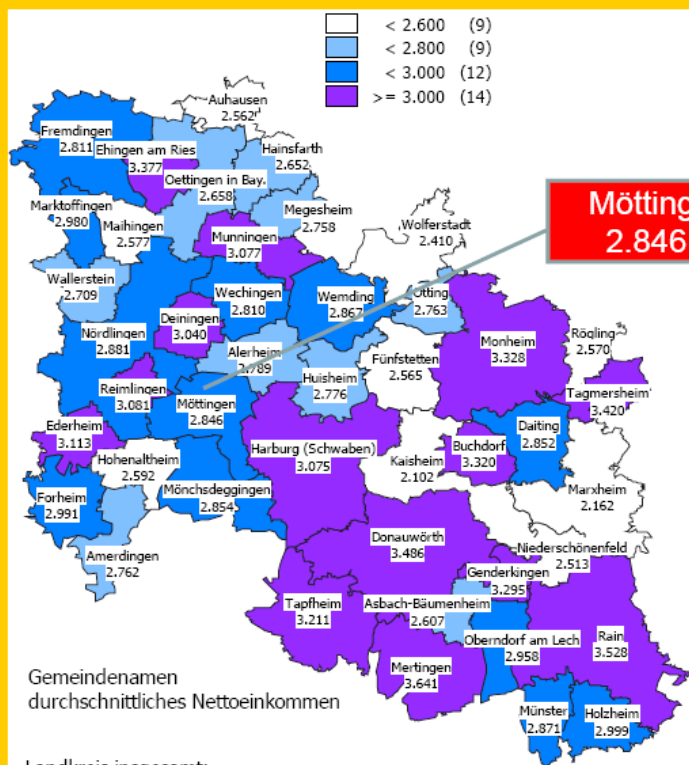 < 2.600 (9)
< 2.800 (9)
< 3.000 (12)
>= 3.000 (14)
Auhausen
2.562
Fremdingen
2.811
Ehingen am Ries
3.377
Hainsfarth
2.652
Oettingen in Bay.
2.658
Marktoffingen
2.980
Maihingen
2.577
Megesheim
2.758
Munningen
3.077
Wolferstadt
2.410
Mötting
2.846
Wallerstein
2.709
Wechingen
2.810
Wemding
2.867
Otting
2.763
Deiningen
3.040
Nördlingen
2.881
Alerheim
2.789
Monheim
3.328
Rögling
2.570
Fünfstetten
2.565
Huisheim
2.776
Reimlingen
3.081
Möttingen
2.846
Tagmersheim
3.420
Ederheim
3.113
Daiting
2.852
Harburg (Schwaben)
3.075
Buchdorf
3.320
Hohenaltheim
2.592
Kaisheim
2.102
Forheim
2.991
Mönchsdeggingen
2.854
Marxheim
2.162
Donauwörth
3.486
Niederschönenfeld
2.513
Amerdingen
2.762
Genderkingen
3.295
Tapfheim
3.211
Asbach-Bäumenheim
2.607
Oberndorf am Lech
2.958
Rain
3.528
Mertingen
3.641
Gemeindenamen
durchschnittliches Nettoeinkommen
Münster
2.871
Holzheim
2.999
Landkreis insgesamt: